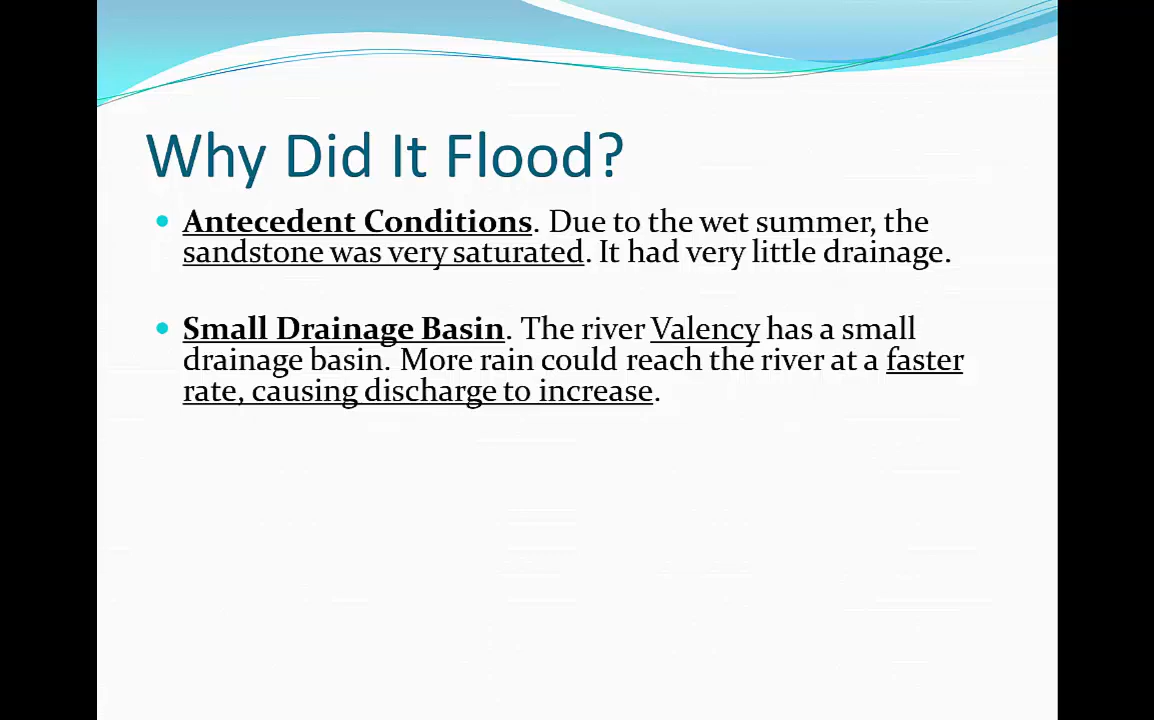 Why Did It Flood?
Antecedent Conditions. Due to the wet summer, the
sandstone was very saturated. It had very little drainage.
Small Drainage Basin. The river Valency has a small
drainage basin. More rain could reach the river at a faster
rate, causing discharge to increase.